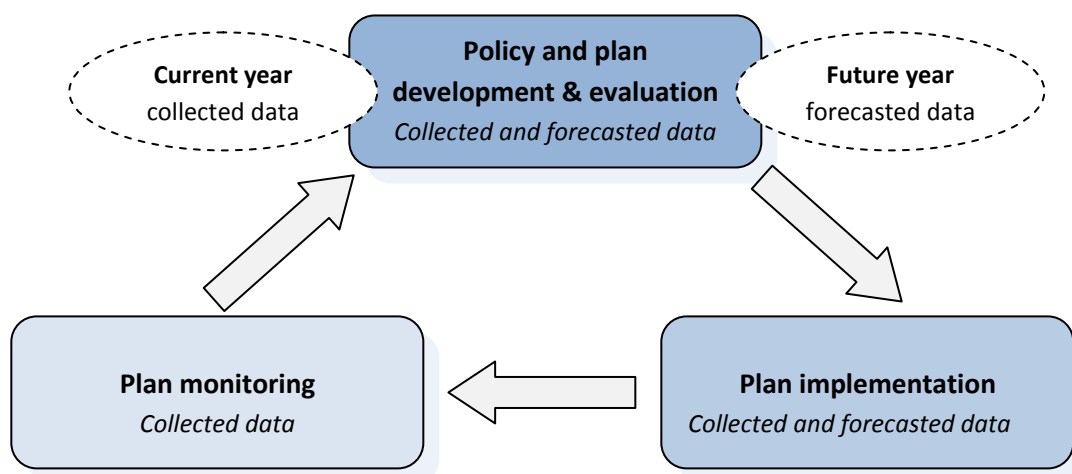 Current year
collected data
Policy and plan
development & evaluation
Collected and forecasted data
Future year
forecasted data
Plan monitoring
Collected data
Plan implementation
Collected and forecasted data